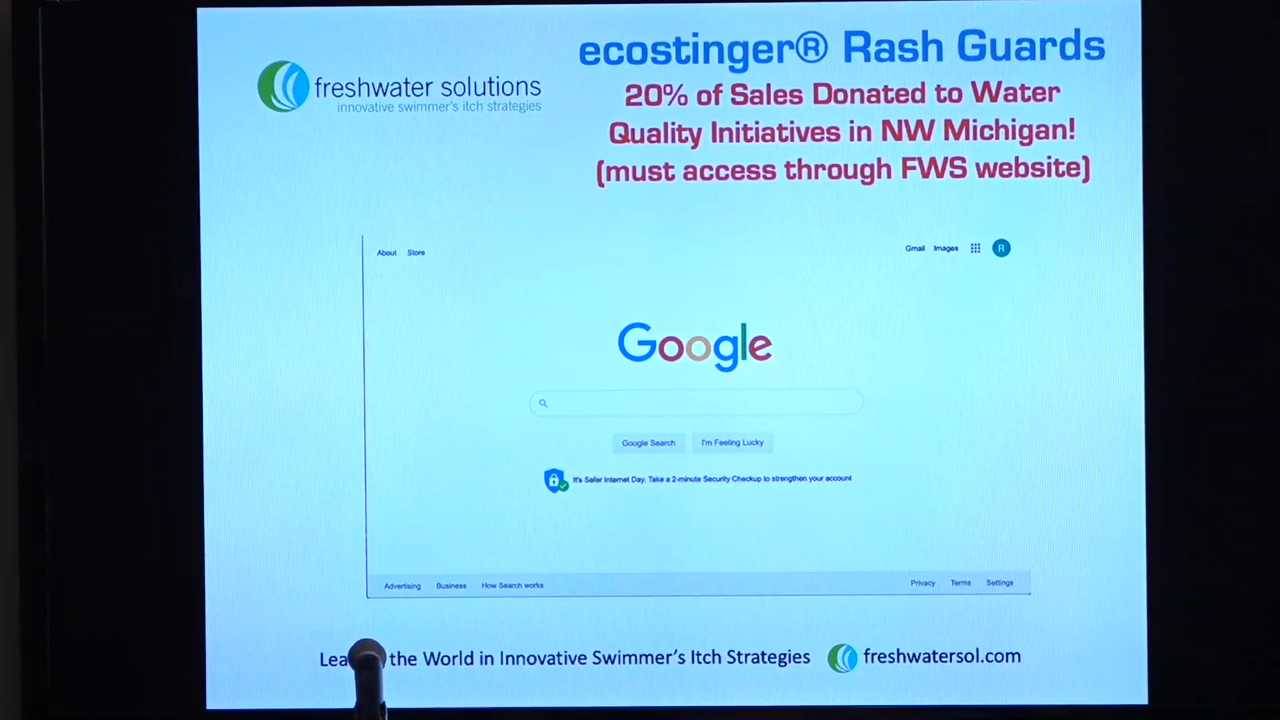 freshwater solutions
innovative swimmer's itch strategies
ecostinger® Rash Guards
20% of Sales Donated to Water
Quality Initiatives in NW Michigan!
(must access through FWS website)
About Store
Gmail Images
R
Google
Google Search I'm Feeling Lucky
It's Safer Internet Day. Take a 2-minute Security Checkup to strengthen your account
Advertising Business How Search works
Privacy Terms Settings
the World in Innovative Swimmer's Itch Strategies
freshwatersol.com